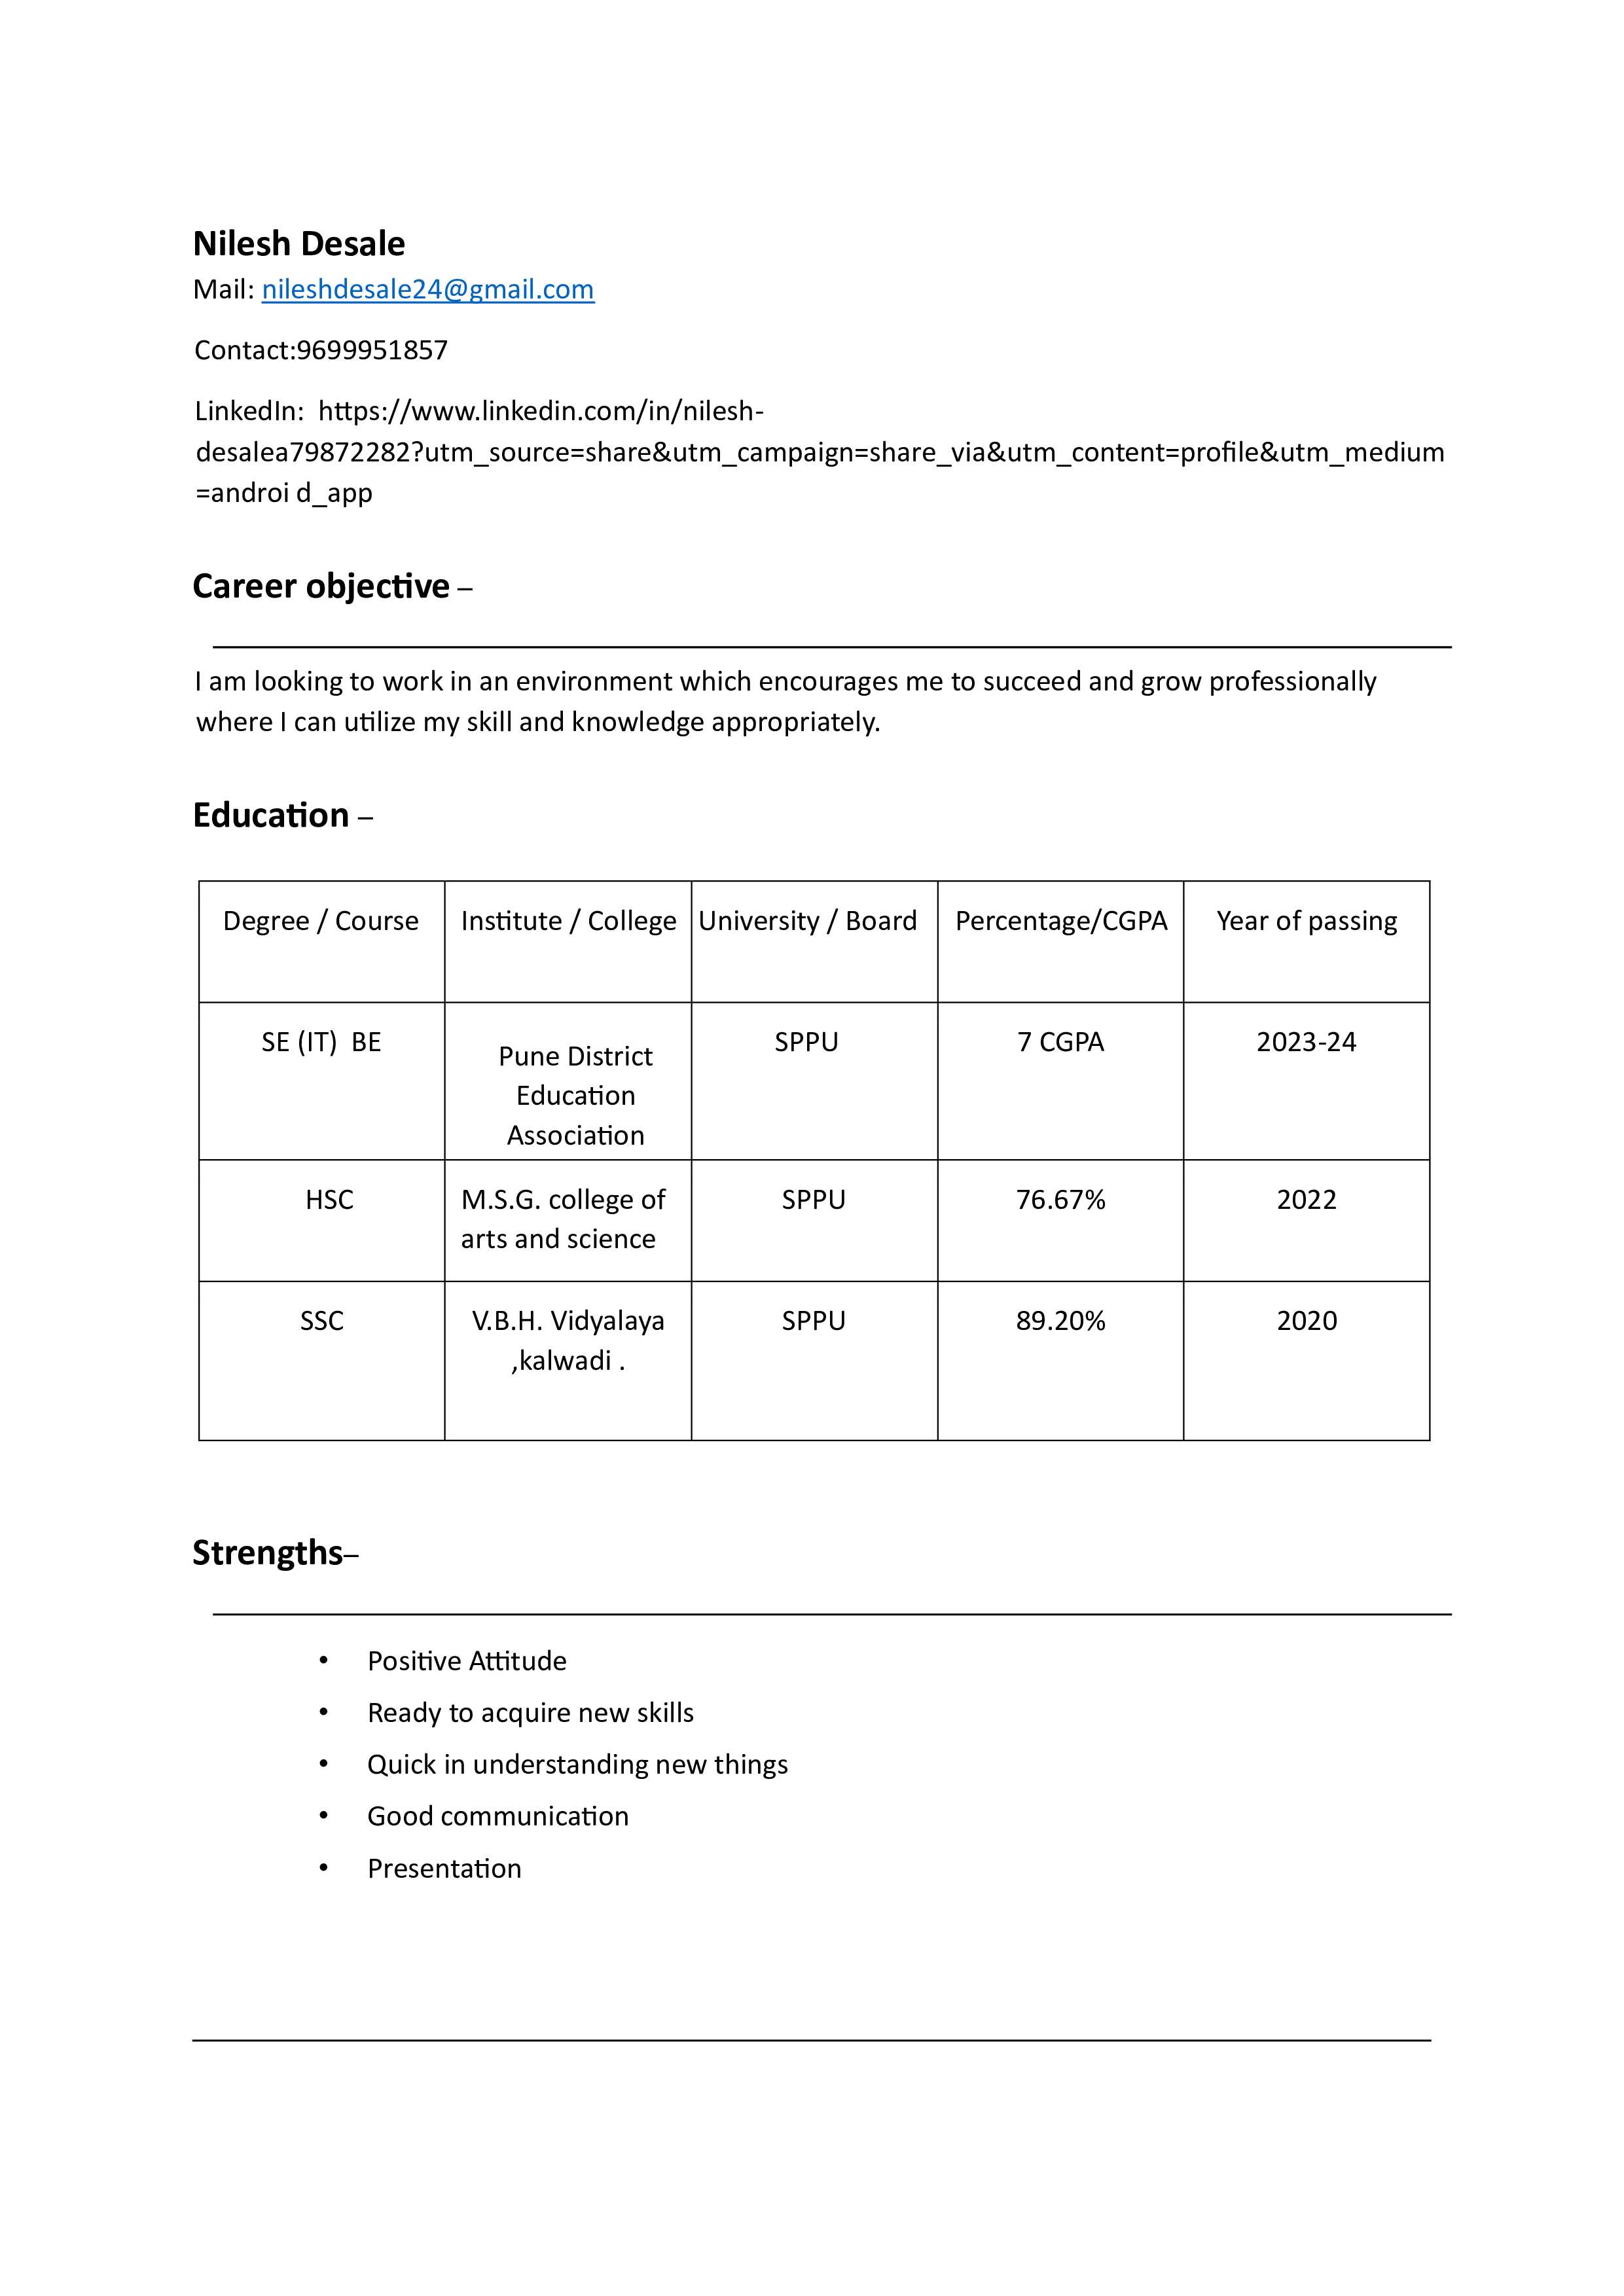 Nilesh Desale
Mail: nileshdesale24@gmail.com
Contact:9699951857
LinkedIn:  https://www.linkedin.com/in/nilesh-
desalea79872282?utm_source=share&utm_campaign=share_via&utm_content=profile&utm_medium
=androi d_app
Career objective –
I am looking to work in an environment which encourages me to succeed and grow professionally
where I can utilize my skill and knowledge appropriately.
Education –
Degree / Course Institute / College University / Board Percentage/CGPA Year of passing
SE (IT)  BE Pune District SPPU 7 CGPA 2023-24
Education
Association
HSC M.S.G. college of SPPU 76.67% 2022
arts and science
SSC V.B.H. Vidyalaya SPPU 89.20% 2020
,kalwadi .
Strengths–
• Positive Attitude
• Ready to acquire new skills
• Quick in understanding new things
• Good communication
• Presentation